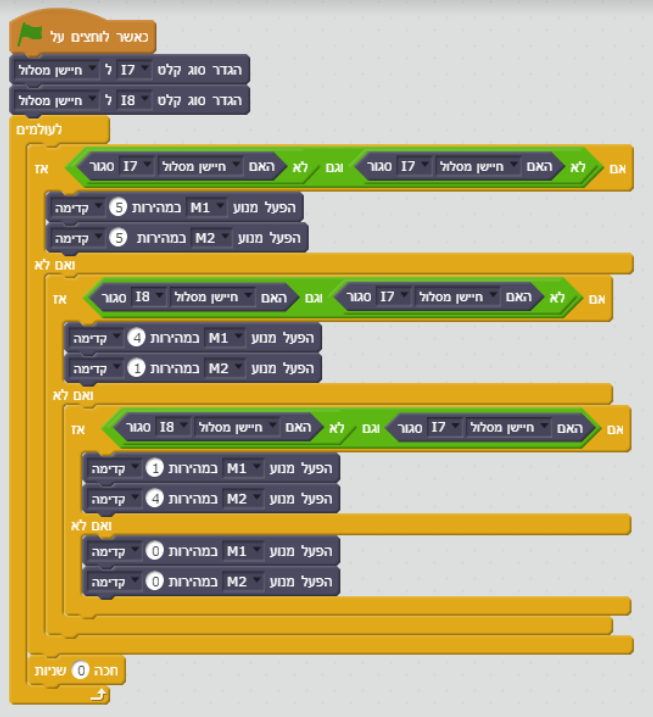 כאשר לוחצים על
הגדר סוג קלט I7 ל חיישן מסלול
הגדר סוג קלט I8 ל חיישן מסלול
לעולמים
אם לא האם חיישן מסלול I7 סגור וגם לא האם חיישן מסלול I7 סגור אז
הפעל מנוע M1 במהירות 5 קדימה
הפעל מנוע M2 במהירות 5 קדימה
ואם לא
אם לא האם חיישן מסלול I7 סגור וגם האם חיישן מסלול I8 סגור אז
הפעל מנוע M1 במהירות 4 קדימה
הפעל מנוע M2 במהירות 1 קדימה
ואם לא
אם האם חיישן מסלול I7 סגור וגם לא האם חיישן מסלול I8 סגור אז
הפעל מנוע M1 במהירות 1 קדימה
הפעל מנוע M2 במהירות 4 קדימה
ואם לא
הפעל מנוע M1 במהירות 0 קדימה
הפעל מנוע M2 במהירות 0 קדימה
חכה 0 שניות